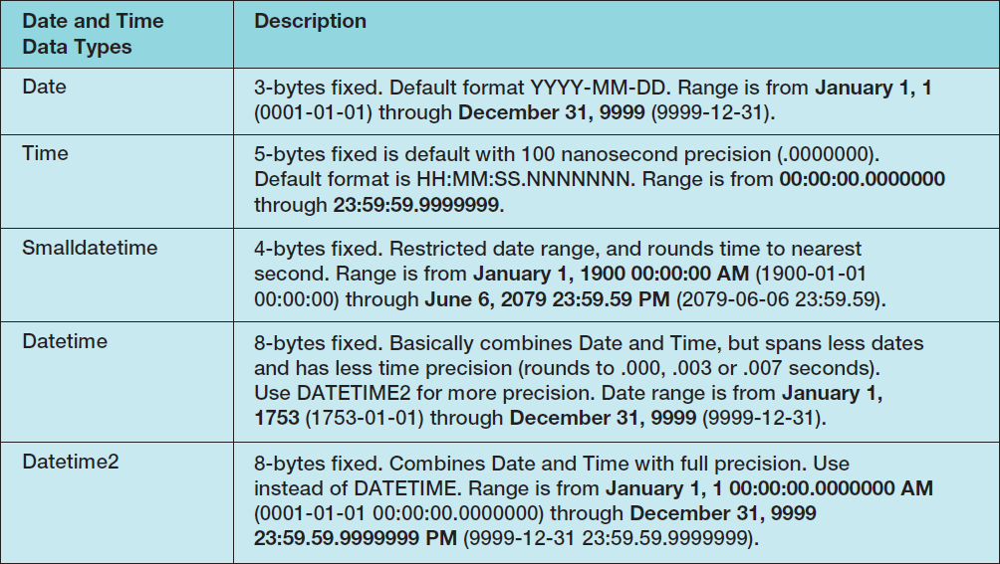 Date and Time
Data Types
Description
Date
3-bytes fixed. Default format YYYY-MM-DD. Range is from January 1, 1
(0001-01-01) through December 31, 9999 (9999-12-31).
Time
5-bytes fixed is default with 100 nanosecond precision (.0000000).
Default format is HH:MM:SS.NNNNNNN. Range is from 00:00:00.0000000
through 23:59:59.9999999.
Smalldatetime
4-bytes fixed. Restricted date range, and rounds time to nearest
second. Range is from January 1, 1900 00:00:00 AM (1900-01-01
00:00:00) through June 6, 2079 23:59.59 PM (2079-06-06 23:59.59).
Datetime
8-bytes fixed. Basically combines Date and Time, but spans less dates
and has less time precision (rounds to .000, .003 or .007 seconds).
Use DATETIME2 for more precision. Date range is from January 1,
1753 (1753-01-01) through December 31, 9999 (9999-12-31).
Datetime2
8-bytes fixed. Combines Date and Time with full precision. Use
instead of DATETIME. Range is from January 1, 1 00:00:00.0000000 AM
(0001-01-01 00:00:00.0000000) through December 31, 9999
23:59.59.9999999 PM (9999-12-31 23:59.59.9999999).